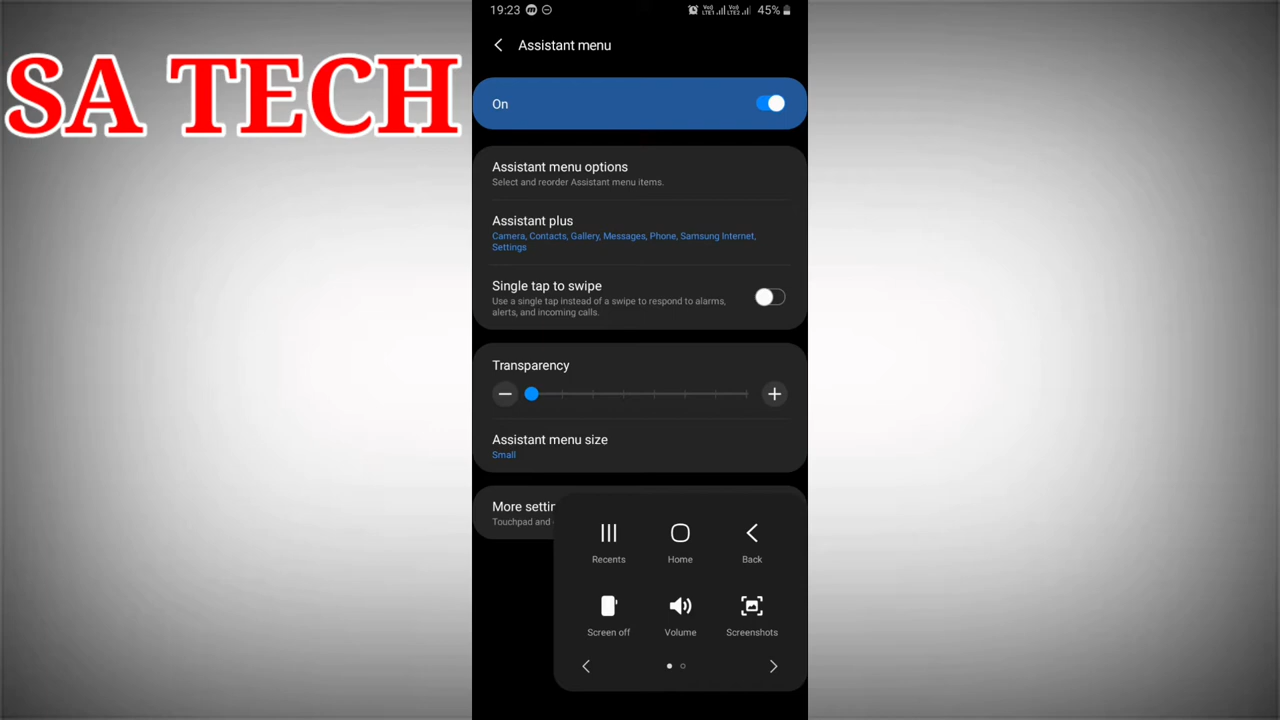 SA TECH
19:23
45%
Assistant menu
On
Assistant menu options
Select and reorder Assistant menu items.
Assistant plus
Camera, Contacts, Gallery, Messages, Phone, Samsung Internet,
Settings
Single tap to swipe
Use a single tap instead of a swipe to respond to alarms,
alerts, and incoming calls.
Transparency
Assistant menu size
Small
More settin
Touchpad and
Recents
Home
Back
Screen off
Volume
Screenshots